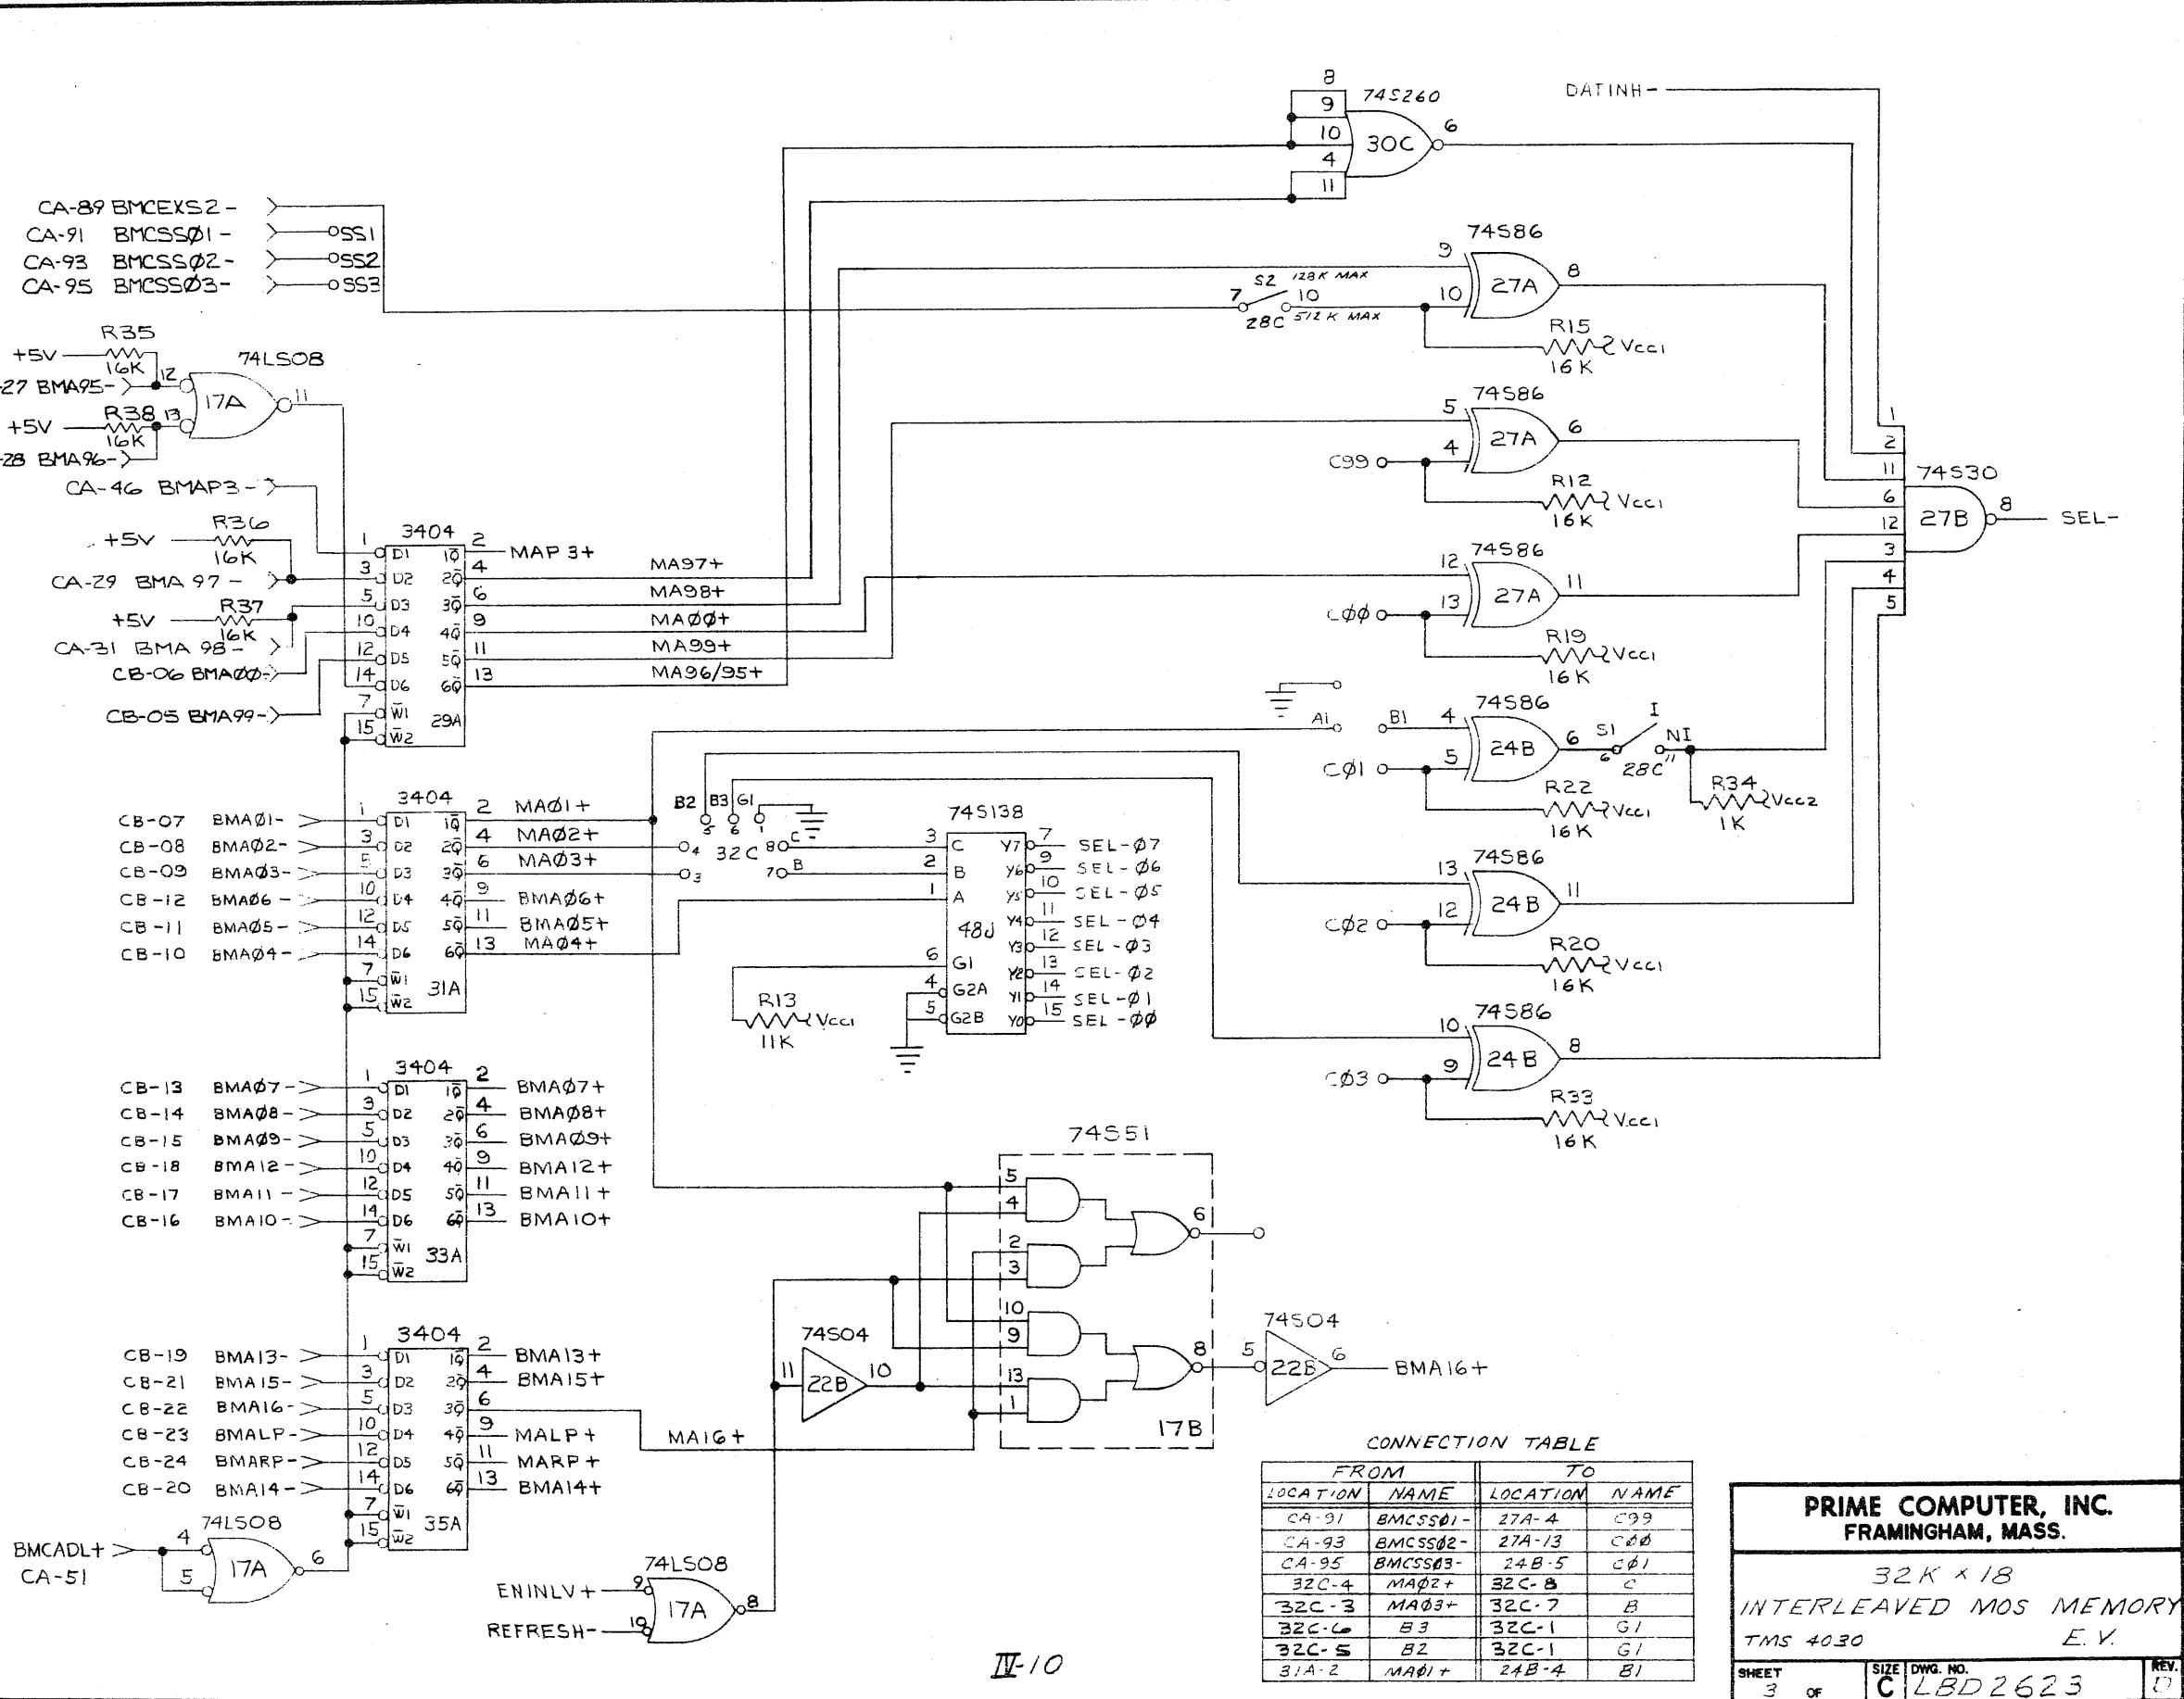 8
9 74S260
10 30C 6
4
11
DATINH-
CA-89 BMCEXS2-
CA-91 BMCSSØ1- SS1
CA-93 BMCSSØ2- SS2
CA-95 BMCSSØ3- SS3
74S86
9 27A 8
10
S2 128K MAX
7 10
28C 512K MAX
R15 Vcc1
16K
R35
+5V 16K 74LS08
27 BMA95- 12
17A 11
R38 13
+5V 16K
28 BMA96-
CA-46 BMAP3-
R36
+5V 16K
CA-29 BMA 97-
R37
+5V 16K
CA-31 BMA 98-
CB-06 BMAØØ-
CB-05 BMA99-
3404
1 D1 1Q̅ 2 MAP 3+
3 D2 2Q̅ 4 MA97+
5 D3 3Q̅ 6 MA98+
10 D4 4Q̅ 9 MAØØ+
12 D5 5Q̅ 11 MA99+
14 D6 6Q̅ 13 MA96/95+
7 W̅1
15 W̅2 29A
74S86
5 27A 6
C99 4
R12 Vcc1
16K
74S86
12 27A 11
CØØ 13
R19 Vcc1
16K
74S30
1
2
11
6
12
3
4
5
27B 8 SEL-
74S86
A1 B1 4 24B 6 S1 I NI
CØ1 5 6 28C 11
R22 Vcc1
16K
R34 Vcc2
1K
74S86
13 24B 11
CØ2 12
R20 Vcc1
16K
74S86
10 24B 8
CØ3 9
R33 Vcc1
16K
3404
CB-07 BMAØ1- 1 D1 1Q̅ 2 MAØ1+
CB-08 BMAØ2- 3 D2 2Q̅ 4 MAØ2+
CB-09 BMAØ3- 5 D3 3Q̅ 6 MAØ3+
CB-12 BMAØ6- 10 D4 4Q̅ 9 BMAØ6+
CB-11 BMAØ5- 12 D5 5Q̅ 11 BMAØ5+
CB-10 BMAØ4- 14 D6 6Q̅ 13 MAØ4+
7 W̅1
15 W̅2 31A
B2 B3 G1
5 6 1
4 32C 8 C
3 7 B
74S138
3 C Y7 7 SEL-Ø7
2 B Y6 9 SEL-Ø6
1 A Y5 10 SEL-Ø5
48J Y4 11 SEL-Ø4
Y3 12 SEL-Ø3
6 G1 Y2 13 SEL-Ø2
4 G2A Y1 14 SEL-Ø1
5 G2B Y0 15 SEL-ØØ
R13 Vcc1
11K
3404
CB-13 BMAØ7- 1 D1 1Q̅ 2 BMAØ7+
CB-14 BMAØ8- 3 D2 2Q̅ 4 BMAØ8+
CB-15 BMAØ9- 5 D3 3Q̅ 6 BMAØ9+
CB-18 BMA12- 10 D4 4Q̅ 9 BMA12+
CB-17 BMA11- 12 D5 5Q̅ 11 BMA11+
CB-16 BMA10- 14 D6 6Q̅ 13 BMA10+
7 W̅1
15 W̅2 33A
74S51
5
4
2
3
6
10
9
13
1
8
17B
3404
CB-19 BMA13- 1 D1 1Q̅ 2 BMA13+
CB-21 BMA15- 3 D2 2Q̅ 4 BMA15+
CB-22 BMA16- 5 D3 3Q̅ 6 MA16+
CB-23 BMALP- 10 D4 4Q̅ 9 MALP+
CB-24 BMARP- 12 D5 5Q̅ 11 MARP+
CB-20 BMA14- 14 D6 6Q̅ 13 BMA14+
7 W̅1
15 W̅2 35A
74S04
11 22B 10
74S04
5 22B 6 BMA16+
74LS08
BMCADL+ 4
CA-51 5 17A 6
74LS08
ENINLV+ 9
17A 8
REFRESH- 10
IV-10
CONNECTION TABLE
FROM TO
LOCATION NAME LOCATION NAME
CA-91 BMCSSØ1- 27A-4 C99
CA-93 BMCSSØ2- 27A-13 CØØ
CA-95 BMCSSØ3- 24B-5 CØ1
32C-4 MAØ2+ 32C-8 C
32C-3 MAØ3+ 32C-7 B
32C-6 B3 32C-1 G1
32C-5 B2 32C-1 G1
31A-2 MAØ1+ 24B-4 B1
PRIME COMPUTER, INC.
FRAMINGHAM, MASS.
32K × 18
INTERLEAVED MOS MEMORY
TMS 4030 E.V.
SHEET 3 OF
SIZE C
DWG. NO. LBD2623
REV. D